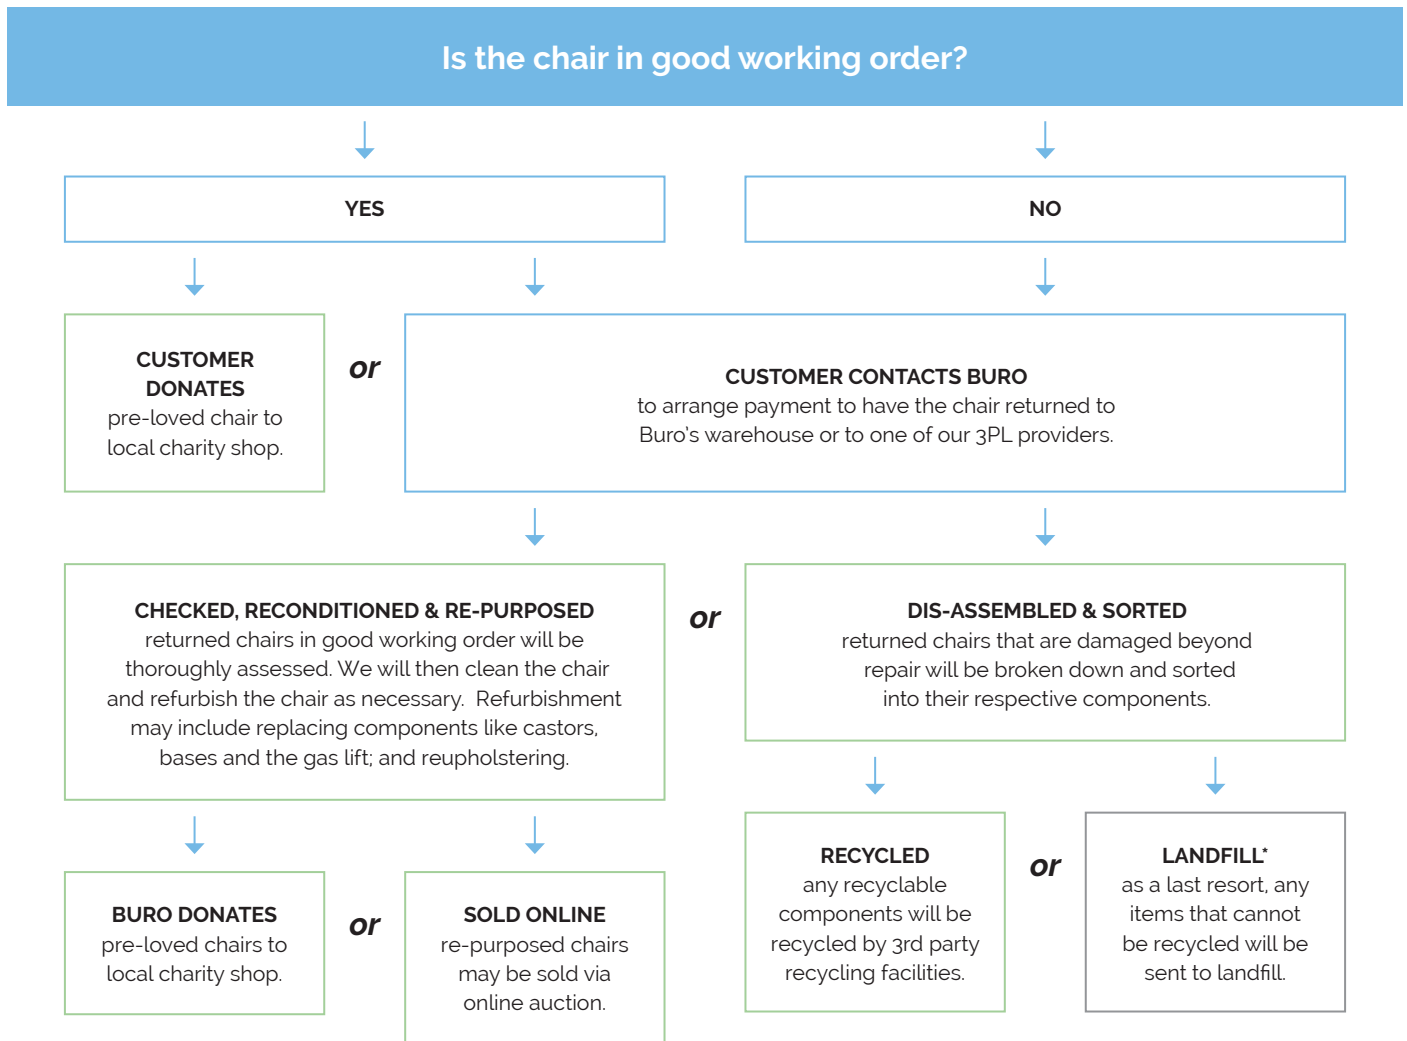 Is the chair in good working order?
YES
NO
CUSTOMER
DONATES
pre-loved chair to
local charity shop.
or
CUSTOMER CONTACTS BURO
to arrange payment to have the chair returned to
Buro's warehouse or to one of our 3PL providers.
CHECKED, RECONDITIONED & RE-PURPOSED
returned chairs in good working order will be
thoroughly assessed. We will then clean the chair
and refurbish the chair as necessary.  Refurbishment
may include replacing components like castors,
bases and the gas lift; and reupholstering.
or
DIS-ASSEMBLED & SORTED
returned chairs that are damaged beyond
repair will be broken down and sorted
into their respective components.
BURO DONATES
pre-loved chairs to
local charity shop.
or
SOLD ONLINE
re-purposed chairs
may be sold via
online auction.
RECYCLED
any recyclable
components will be
recycled by 3rd party
recycling facilities.
or
LANDFILL*
as a last resort, any
items that cannot
be recycled will be
sent to landfill.